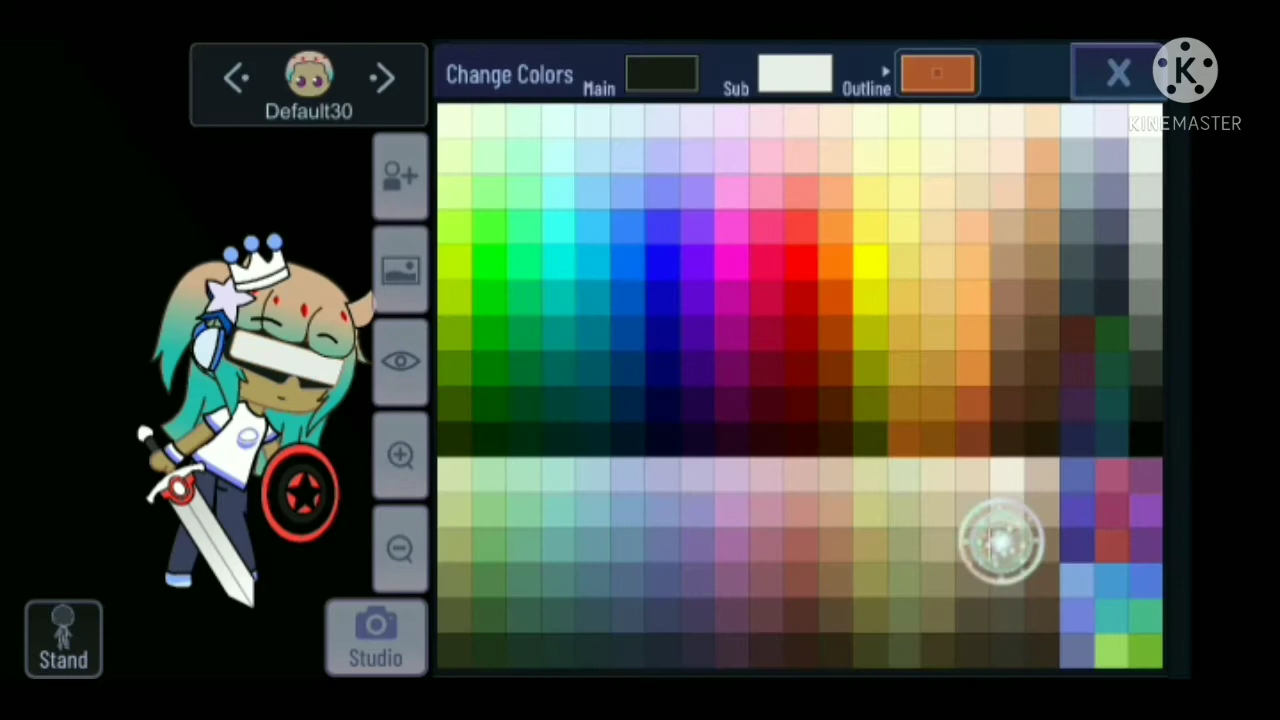 Default30
Change Colors
Main
Sub
Outline
X
K
KINEMASTER
Stand
Studio